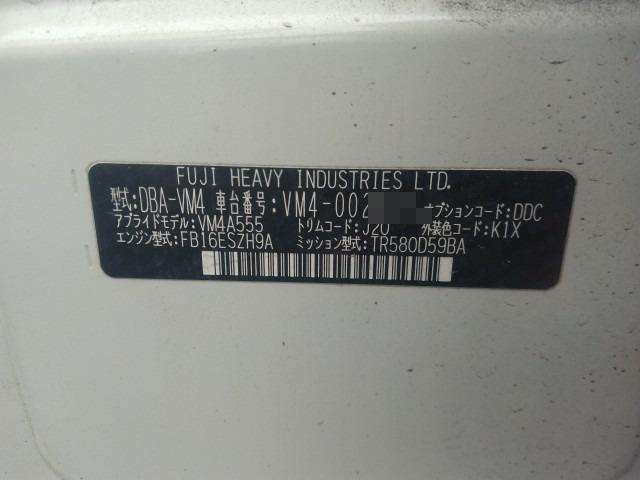 FUJI HEAVY INDUSTRIES LTD.
型式:DBA-VM4 車台番号:VM4-002 オプションコード:DDC
アプライドモデル:VM4A555 トリムコード:J20 外装色コード:K1X
エンジン型式:FB16ESZH9A ミッション型式:TR580D59BA